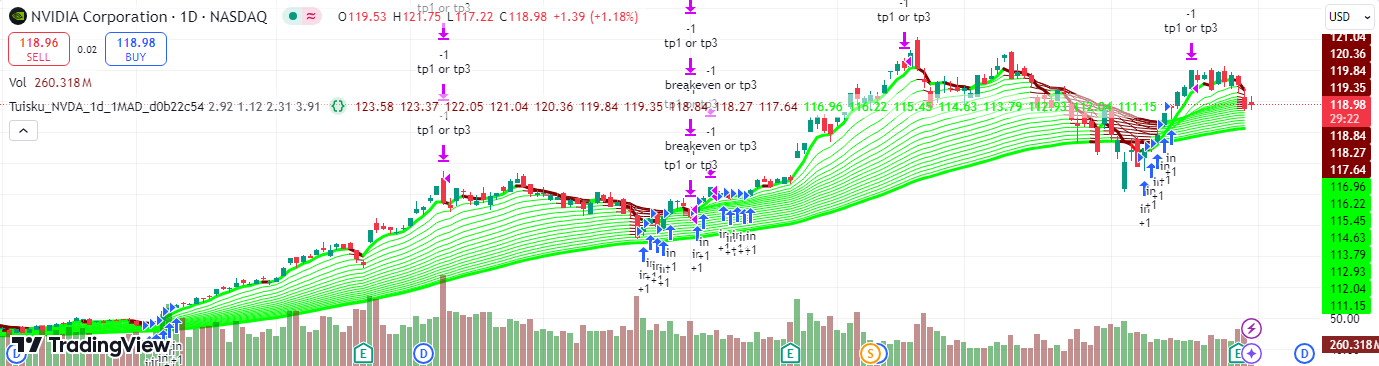 NVIDIA Corporation · 1D · NASDAQ
O119.53 H121.75 L117.22 C118.98 +1.39 (+1.18%)
118.96
SELL
0.02
118.98
BUY
Vol 260.318 M
Tuisku_NVDA_1d_1MAD_d0b22c54 2.92 1.12 2.31 3.91 123.58 123.37 122.05 121.04 120.36 119.84 119.35 118.84 118.27 117.64 116.96 116.22 115.45 114.63 113.79 112.93 112.04 111.15
-1
tp1 or tp3
-1
tp1 or tp3
-1
tp1 or tp3
-1
breakeven or tp3
-1
tp1 or tp3
-1
breakeven or tp3
tp1 or tp3
-1
tp1 or tp3
-1
tp1 or tp3
in
+1
in
+1
in
+1
in
+1
in
+1
in
+1
USD
121.04
120.36
119.84
119.35
118.98
29:22
118.84
118.27
117.64
116.96
116.22
115.45
114.63
113.79
112.93
112.04
111.15
50.00
260.318 M
TradingView
D
E
D
E
S
E
D